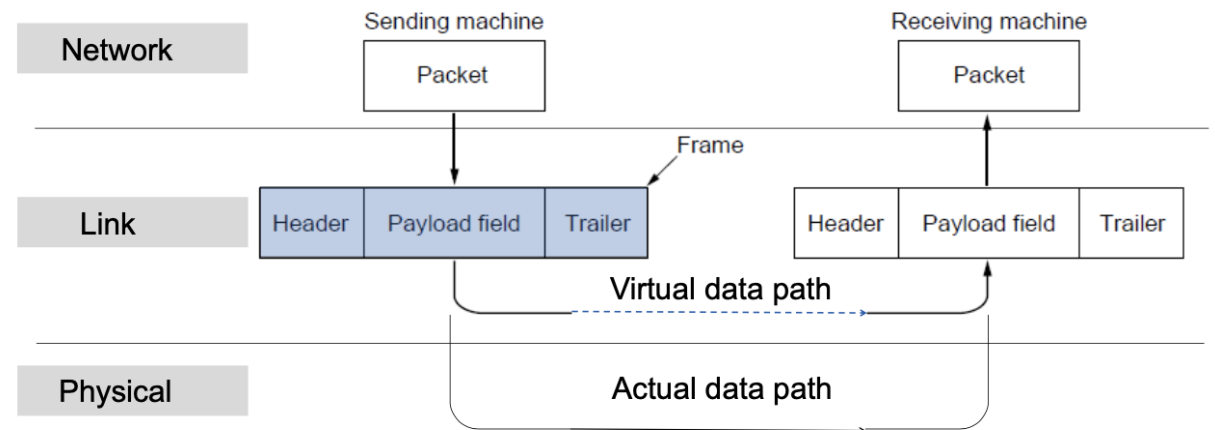 Sending machine
Receiving machine
Network
Packet
Packet
Frame
Link
Header
Payload field
Trailer
Header
Payload field
Trailer
Virtual data path
Physical
Actual data path